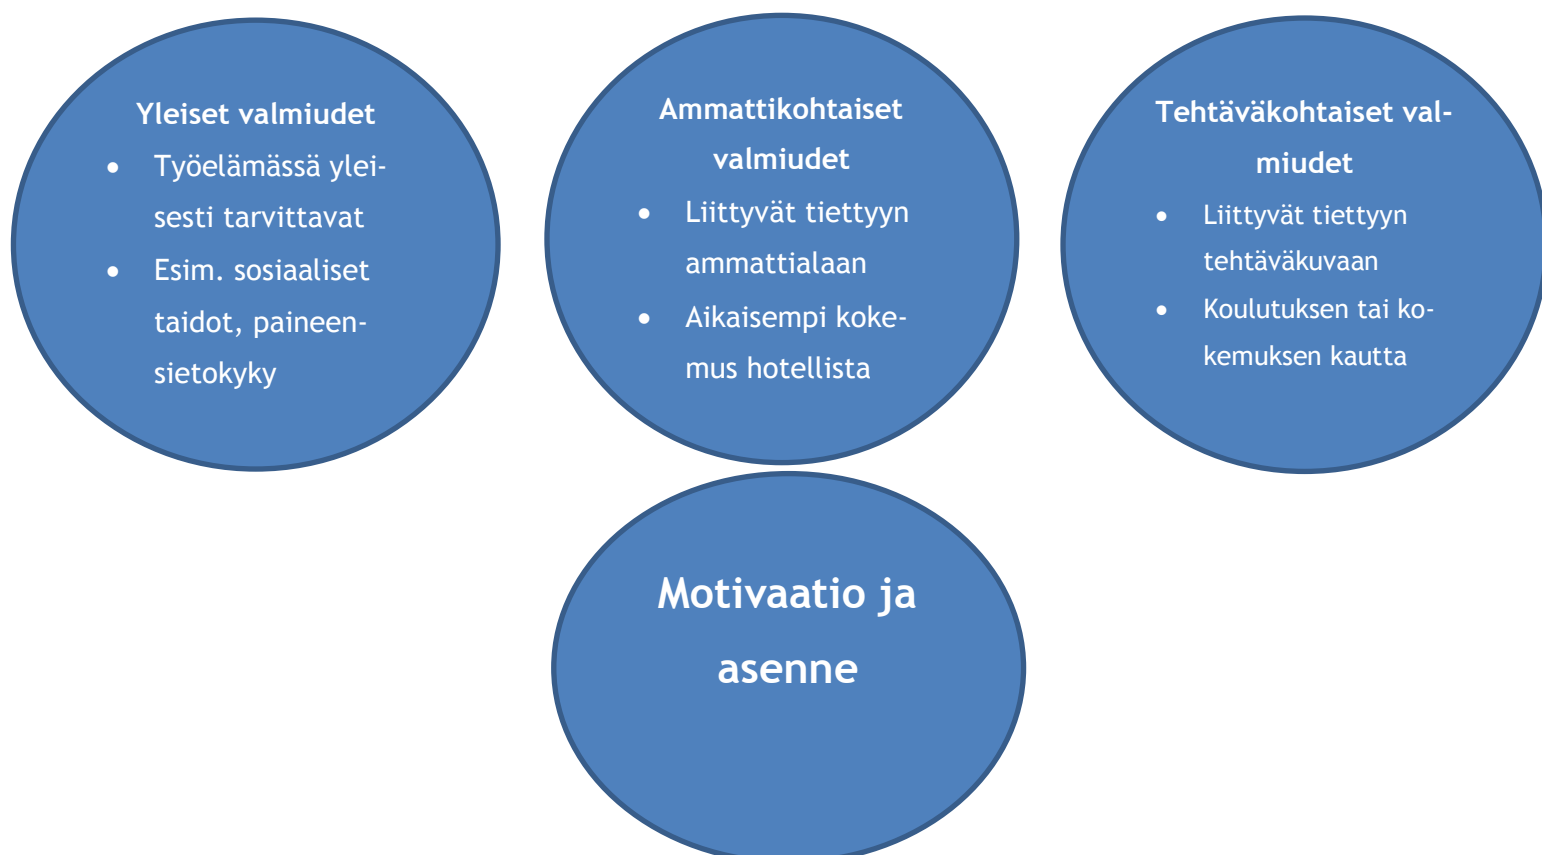 Yleiset valmiudet
• Työelämässä ylei-
sesti tarvittavat
• Esim. sosiaaliset
taidot, paineen-
sietokyky
Ammattikohtaiset
valmiudet
• Liittyvät tiettyyn
ammattialaan
• Aikaisempi koke-
mus hotellista
Tehtäväkohtaiset val-
miudet
• Liittyvät tiettyyn
tehtäväkuvaan
• Koulutuksen tai ko-
kemuksen kautta
Motivaatio ja
asenne